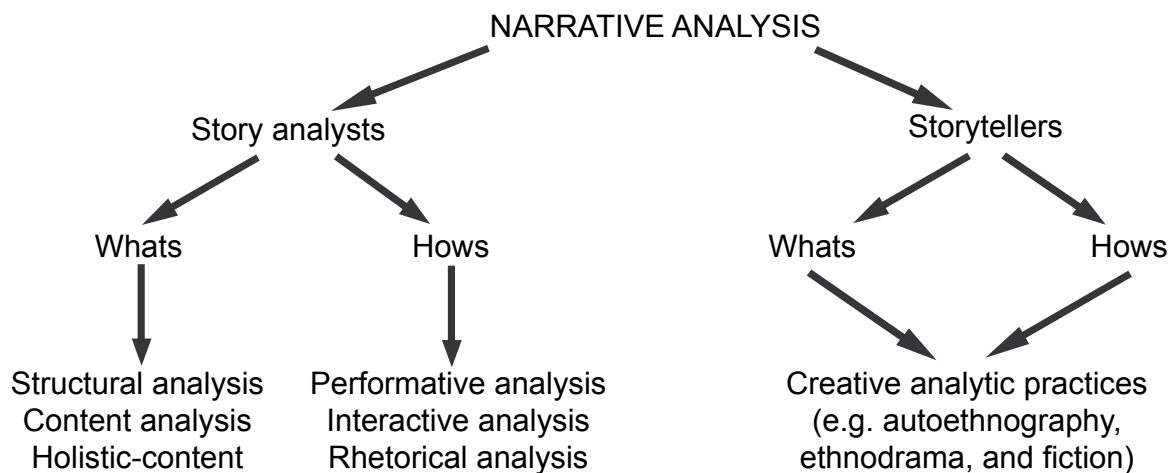 NARRATIVE ANALYSIS
Story analysts
Storytellers
Whats
Hows
Whats
Hows
Structural analysis
Content analysis
Holistic-content
Performative analysis
Interactive analysis
Rhetorical analysis
Creative analytic practices
(e.g. autoethnography,
ethnodrama, and fiction)